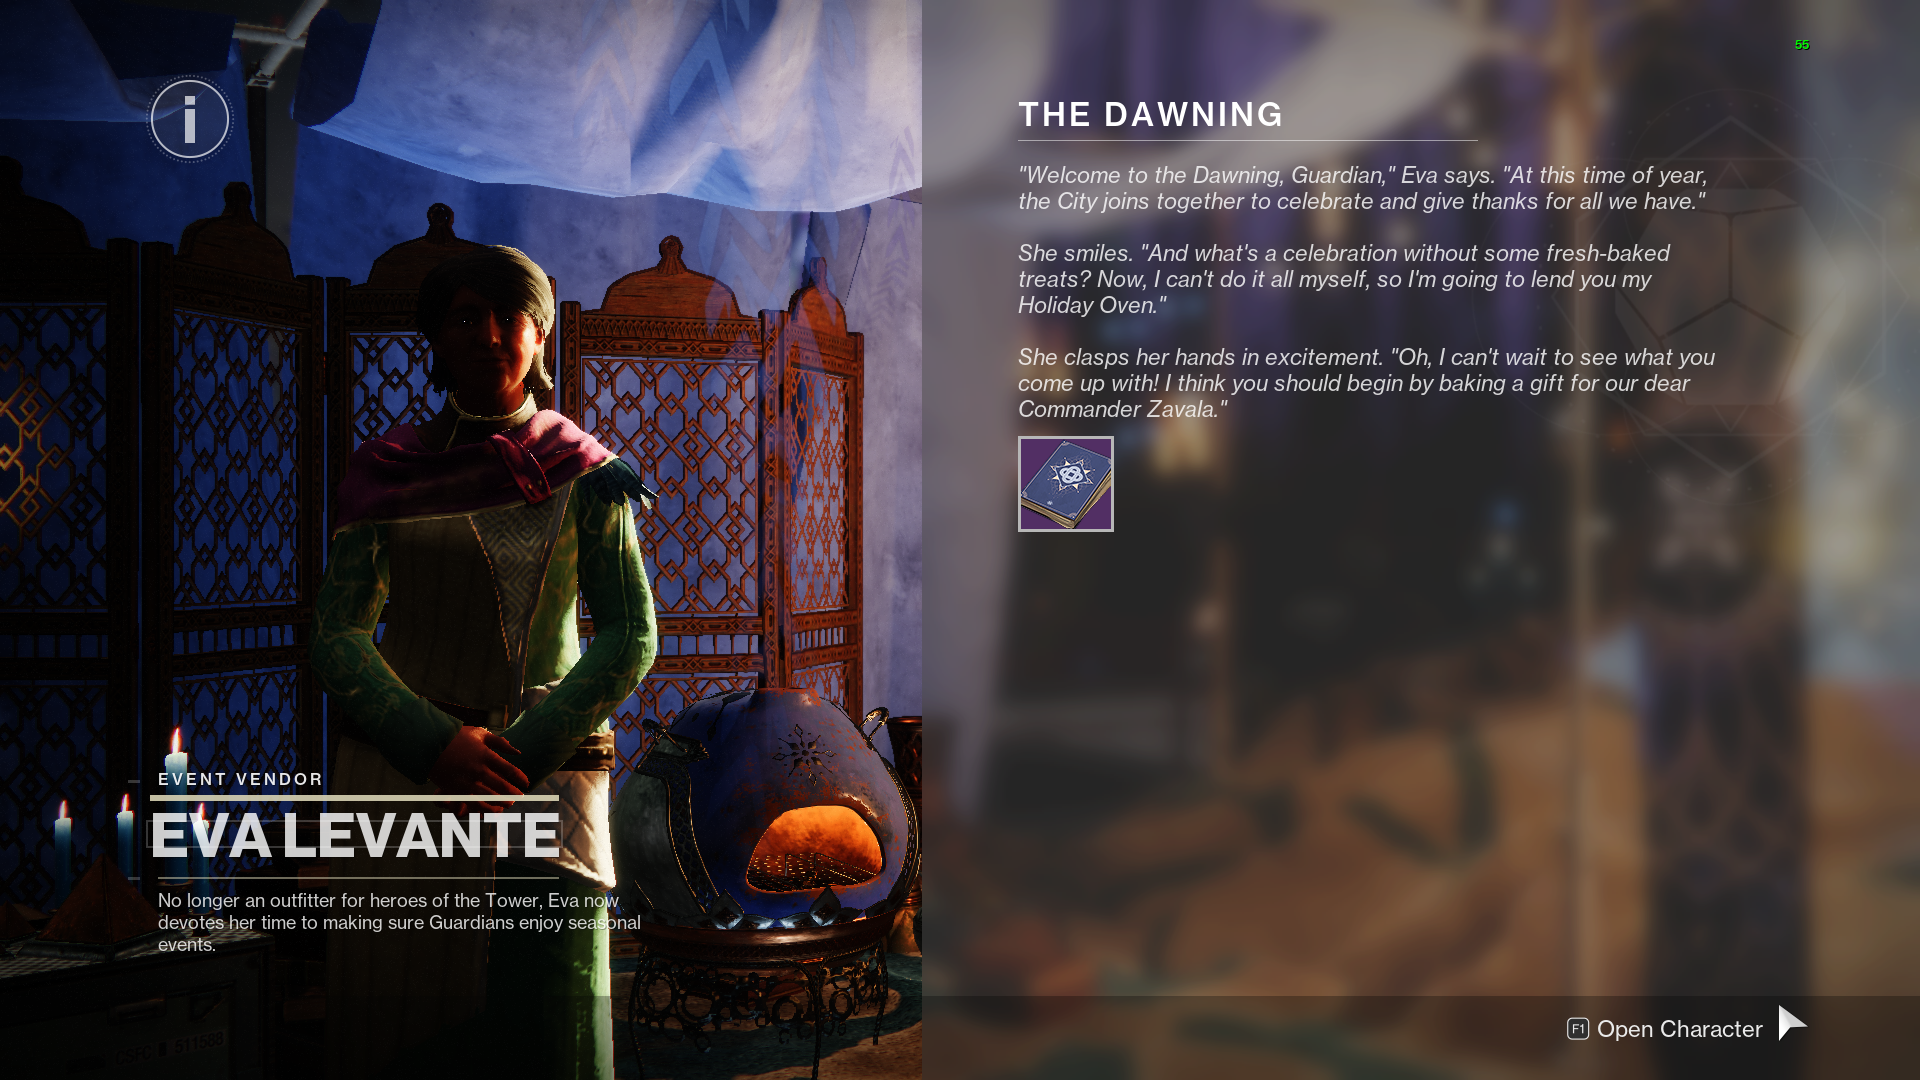 55
THE DAWNING
"Welcome to the Dawning, Guardian," Eva says. "At this time of year,
the City joins together to celebrate and give thanks for all we have."
She smiles. "And what's a celebration without some fresh-baked
treats? Now, I can't do it all myself, so I'm going to lend you my
Holiday Oven."
She clasps her hands in excitement. "Oh, I can't wait to see what you
come up with! I think you should begin by baking a gift for our dear
Commander Zavala."
EVENT VENDOR
EVA LEVANTE
No longer an outfitter for heroes of the Tower, Eva now
devotes her time to making sure Guardians enjoy seasonal
events.
CSFC 511588
F1 Open Character